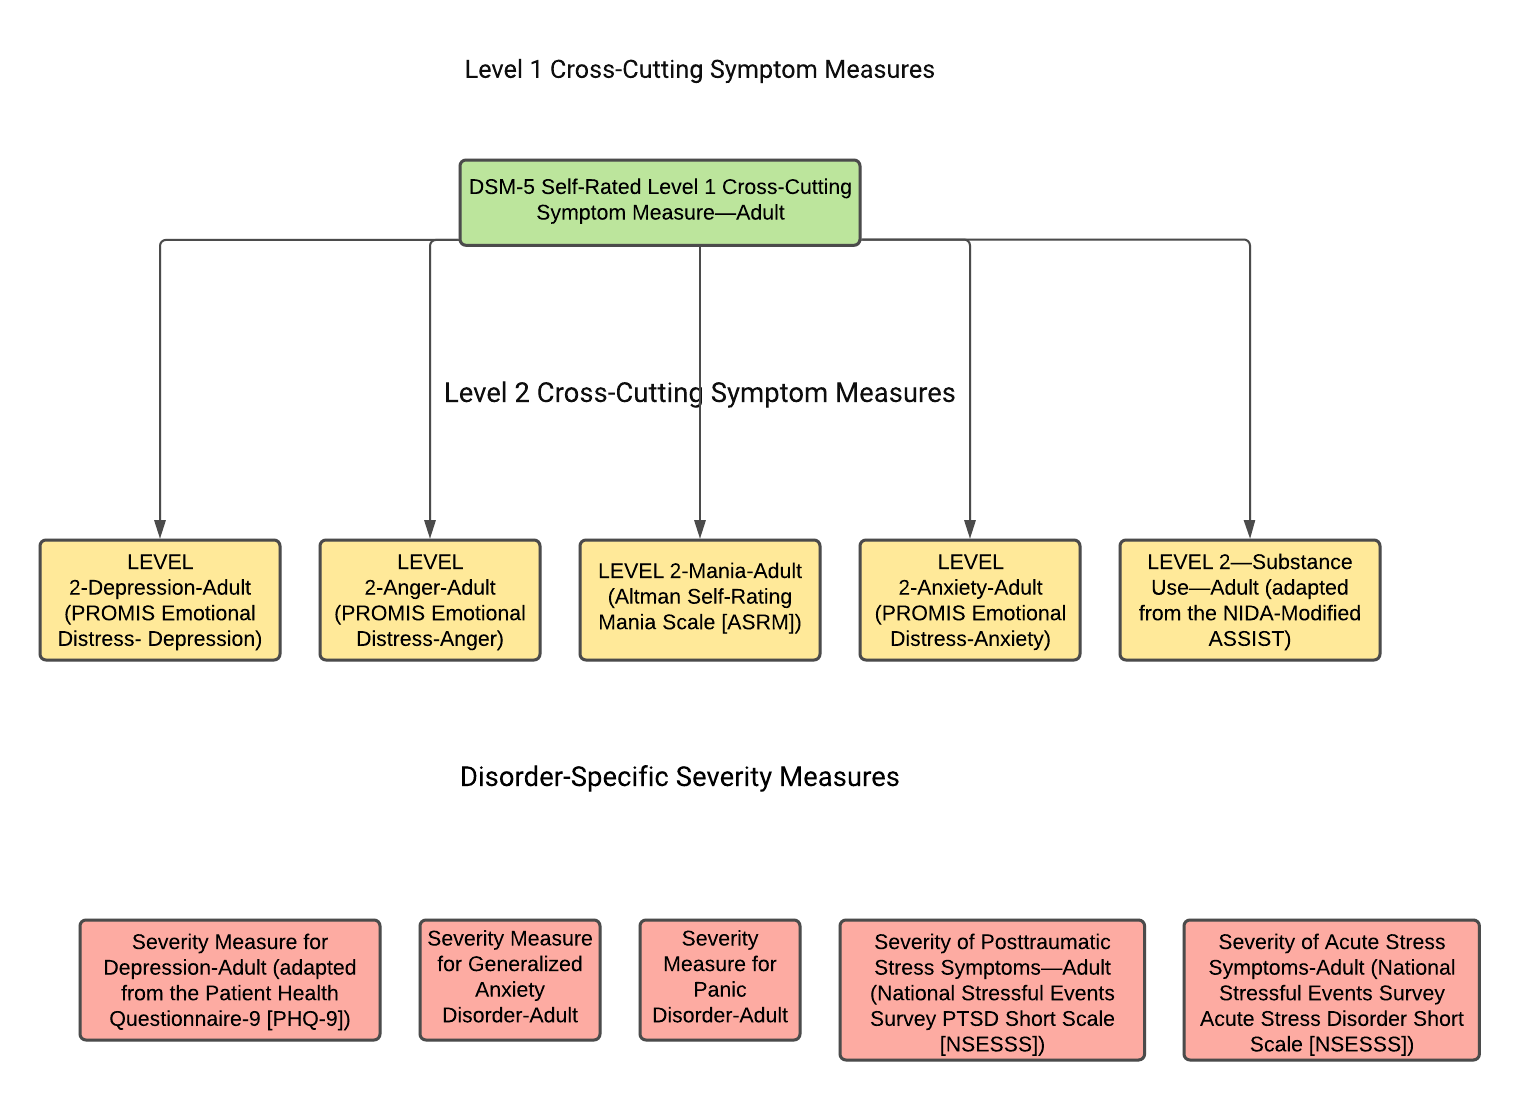 Level 1 Cross-Cutting Symptom Measures
DSM-5 Self-Rated Level 1 Cross-Cutting
Symptom Measure—Adult
Level 2 Cross-Cutting Symptom Measures
LEVEL
2-Depression-Adult
(PROMIS Emotional
Distress- Depression)
LEVEL
2-Anger-Adult
(PROMIS Emotional
Distress-Anger)
LEVEL 2-Mania-Adult
(Altman Self-Rating
Mania Scale [ASRM])
LEVEL
2-Anxiety-Adult
(PROMIS Emotional
Distress-Anxiety)
LEVEL 2—Substance
Use—Adult (adapted
from the NIDA-Modified
ASSIST)
Disorder-Specific Severity Measures
Severity Measure for
Depression-Adult (adapted
from the Patient Health
Questionnaire-9 [PHQ-9])
Severity Measure
for Generalized
Anxiety
Disorder-Adult
Severity
Measure for
Panic
Disorder-Adult
Severity of Posttraumatic
Stress Symptoms—Adult
(National Stressful Events
Survey PTSD Short Scale
[NSESSS])
Severity of Acute Stress
Symptoms-Adult (National
Stressful Events Survey
Acute Stress Disorder Short
Scale [NSESSS])